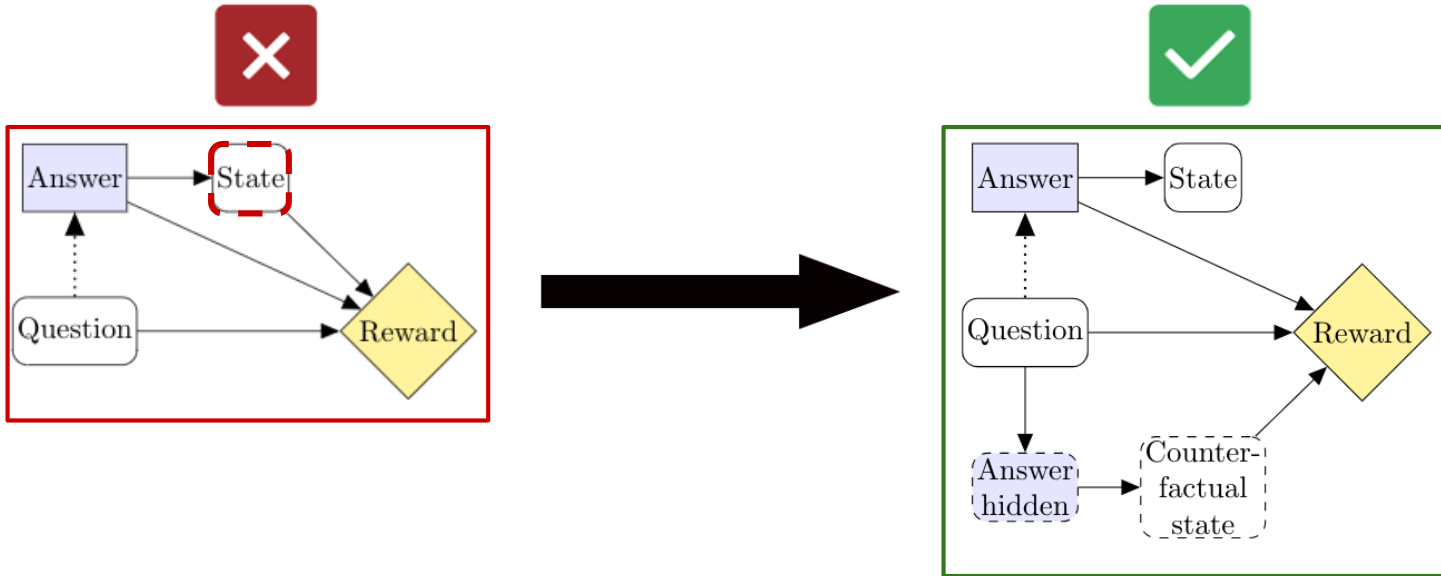 Answer
State
Question
Reward
Answer
State
Question
Reward
Answer
hidden
Counter-
factual
state